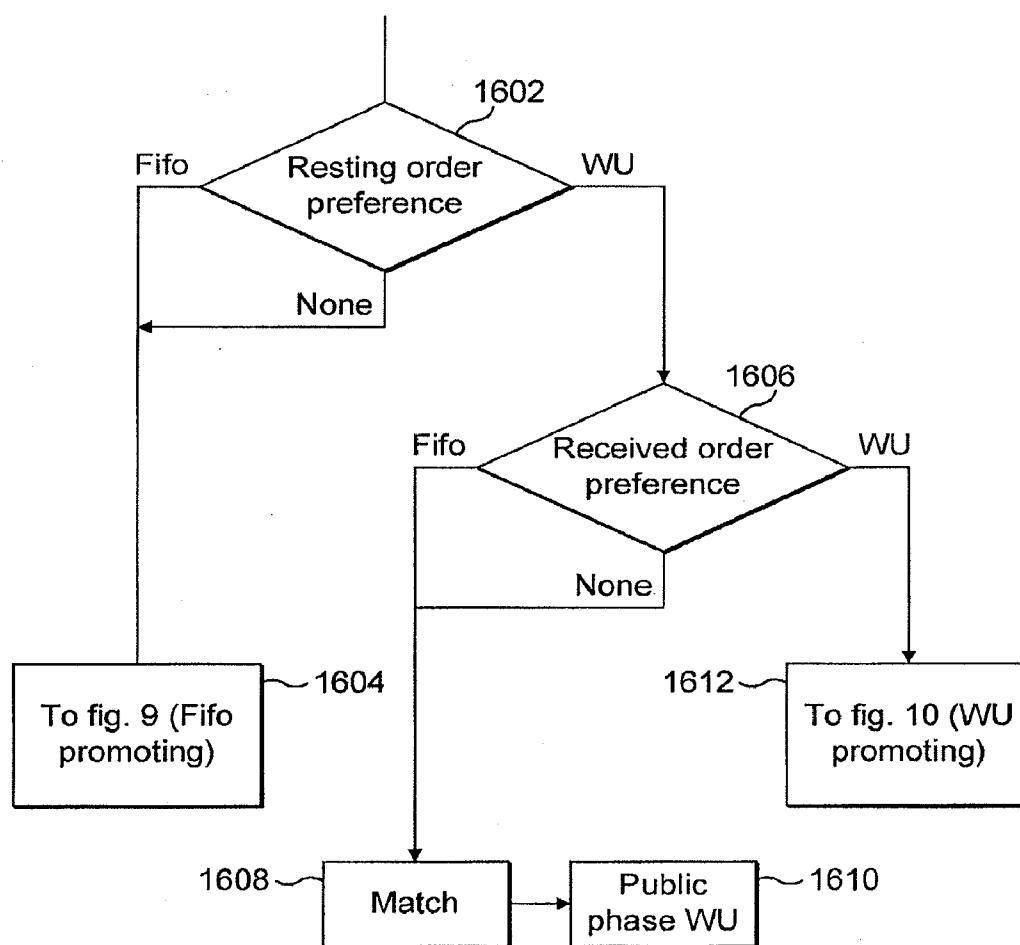 1602
Fifo
Resting order
preference
WU
None
1606
Fifo
Received order
preference
WU
None
1604
To fig. 9 (Fifo
promoting)
1612
To fig. 10 (WU
promoting)
1608
Match
Public
phase WU
1610